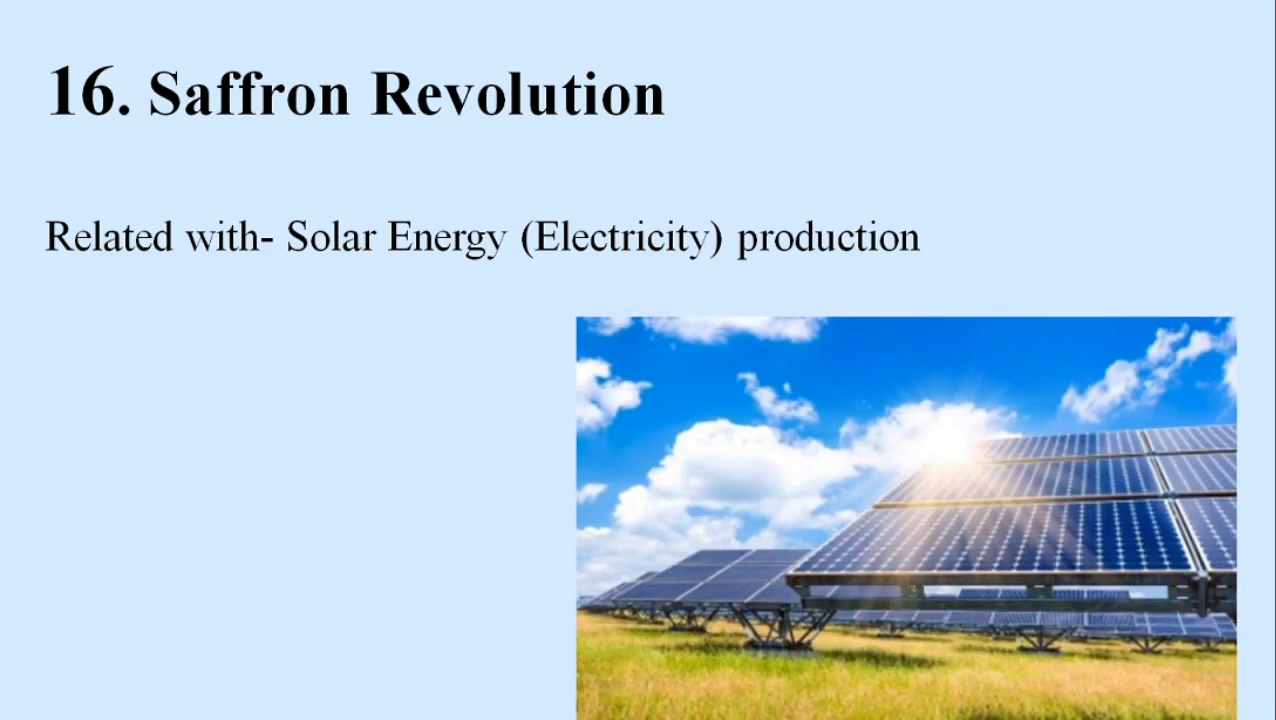 16. Saffron Revolution
Related with- Solar Energy (Electricity) production